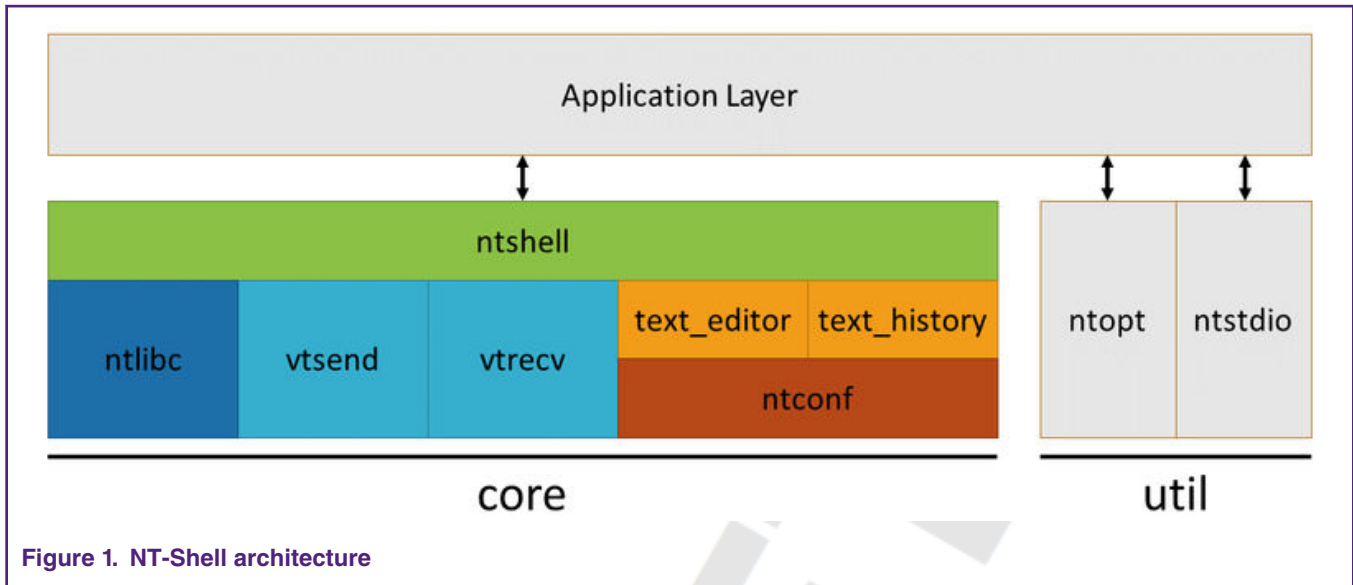 Application Layer
ntshell
ntlibc
vtsend
vtrecv
text_editor
text_history
ntconf
ntopt
ntstdio
core
util
Figure 1. NT-Shell architecture